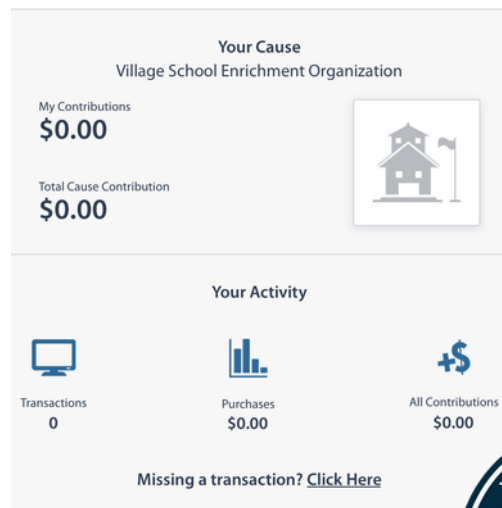 Your Cause
Village School Enrichment Organization
My Contributions
$0.00
Total Cause Contribution
$0.00
Your Activity
Transactions
0
Purchases
$0.00
+$
All Contributions
$0.00
Missing a transaction? Click Here